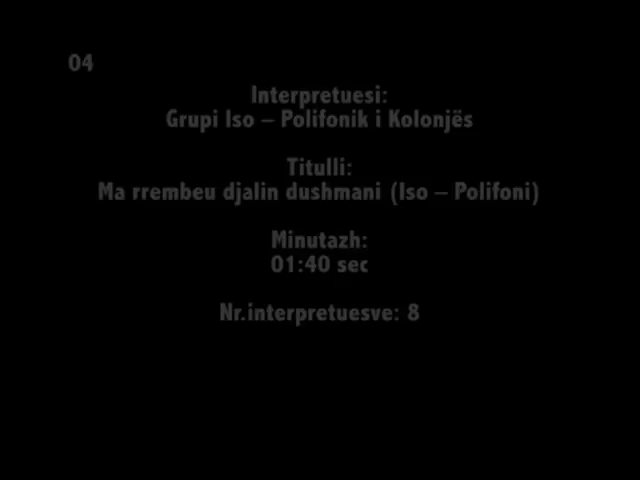 04
Interpretuesi:
Grupi Iso – Polifonik i Kolonjës
Titulli:
Ma rrembeu djalin dushmani (Iso – Polifoni)
Minutazh:
01:40 sec
Nr.interpretuesve: 8